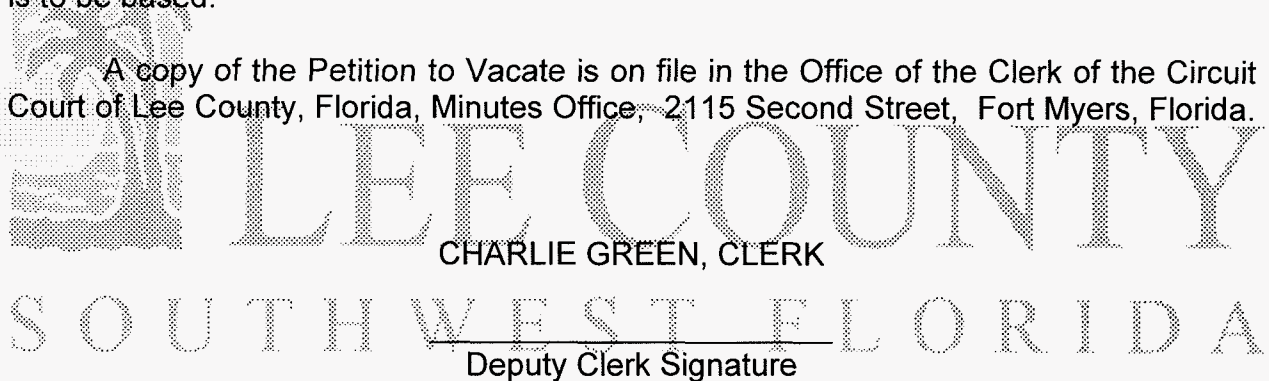 is to be based.
A copy of the Petition to Vacate is on file in the Office of the Clerk of the Circuit
Court of Lee County, Florida, Minutes Office, 2115 Second Street, Fort Myers, Florida.
LEE COUNTY
CHARLIE GREEN, CLERK
SOUTHWEST FLORIDA
Deputy Clerk Signature